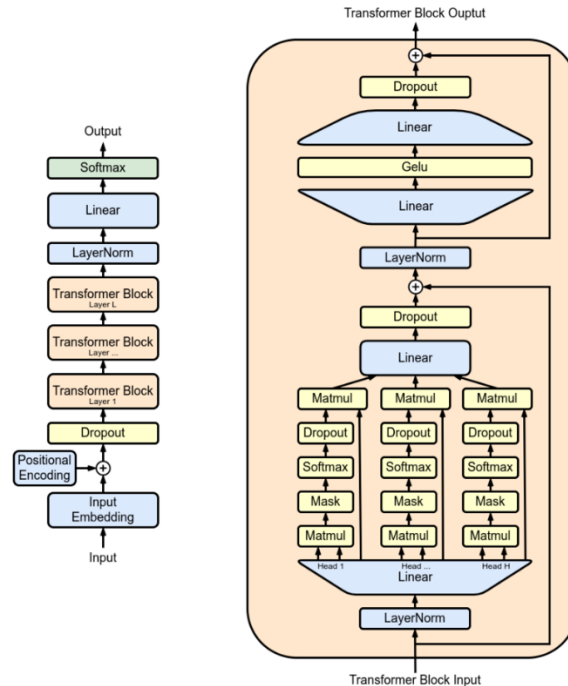 Output
Softmax
Linear
LayerNorm
Transformer Block
Layer L
Transformer Block
Layer ...
Transformer Block
Layer 1
Dropout
Positional
Encoding
Input
Embedding
Input
Transformer Block Ouptut
Dropout
Linear
Gelu
Linear
LayerNorm
Dropout
Linear
Matmul Matmul Matmul
Dropout Dropout Dropout
Softmax Softmax Softmax
Mask Mask Mask
Matmul Matmul Matmul
Head 1 Head ... Head H
Linear
LayerNorm
Transformer Block Input